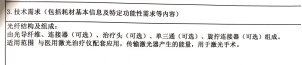 3. 技术需求（包括耗材基本信息及特定功能性需求等内容）
光纤结构及组成：
由光导纤维、连接器（可选）、治疗头（可选）、单三通（可选）、旋拧连接器（可选）组成。
适用范围 与医用激光治疗仪配套应用，传输激光器产生的能量，用于激光手术。